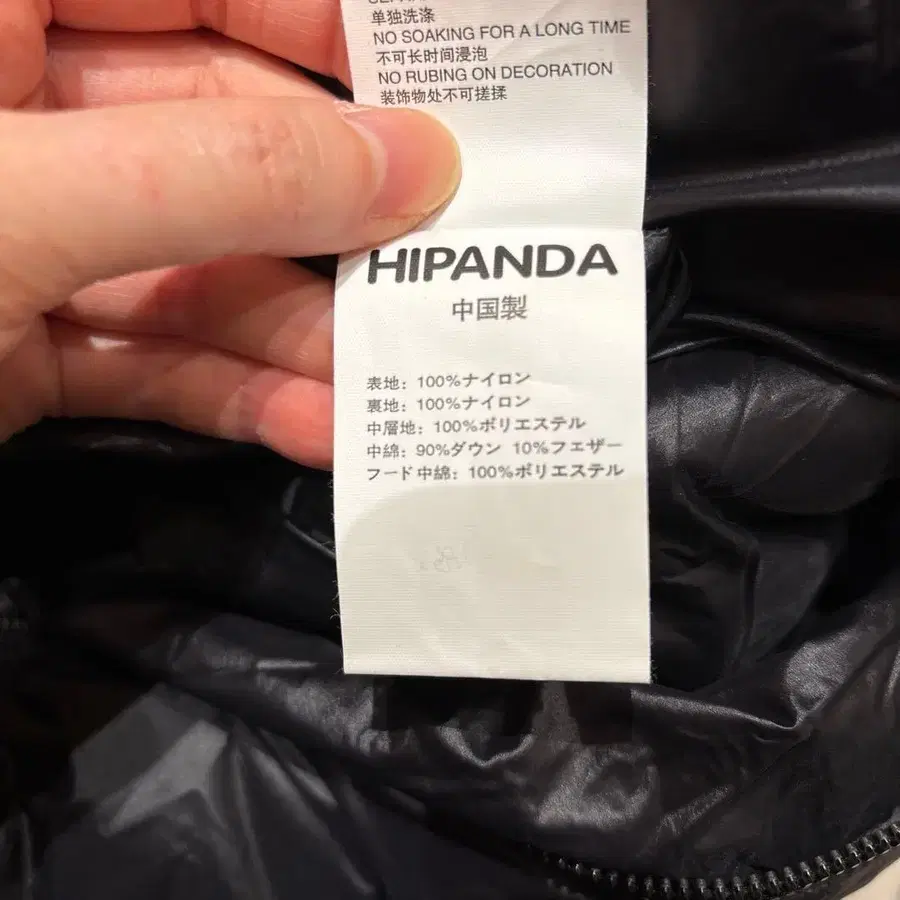 单独洗涤
NO SOAKING FOR A LONG TIME
不可长时间浸泡
NO RUBING ON DECORATION
装饰物处不可搓揉
HIPANDA
中国製
表地: 100%ナイロン
裏地: 100%ナイロン
中層地: 100%ポリエステル
中綿: 90%ダウン 10%フェザー
フード中綿: 100%ポリエステル